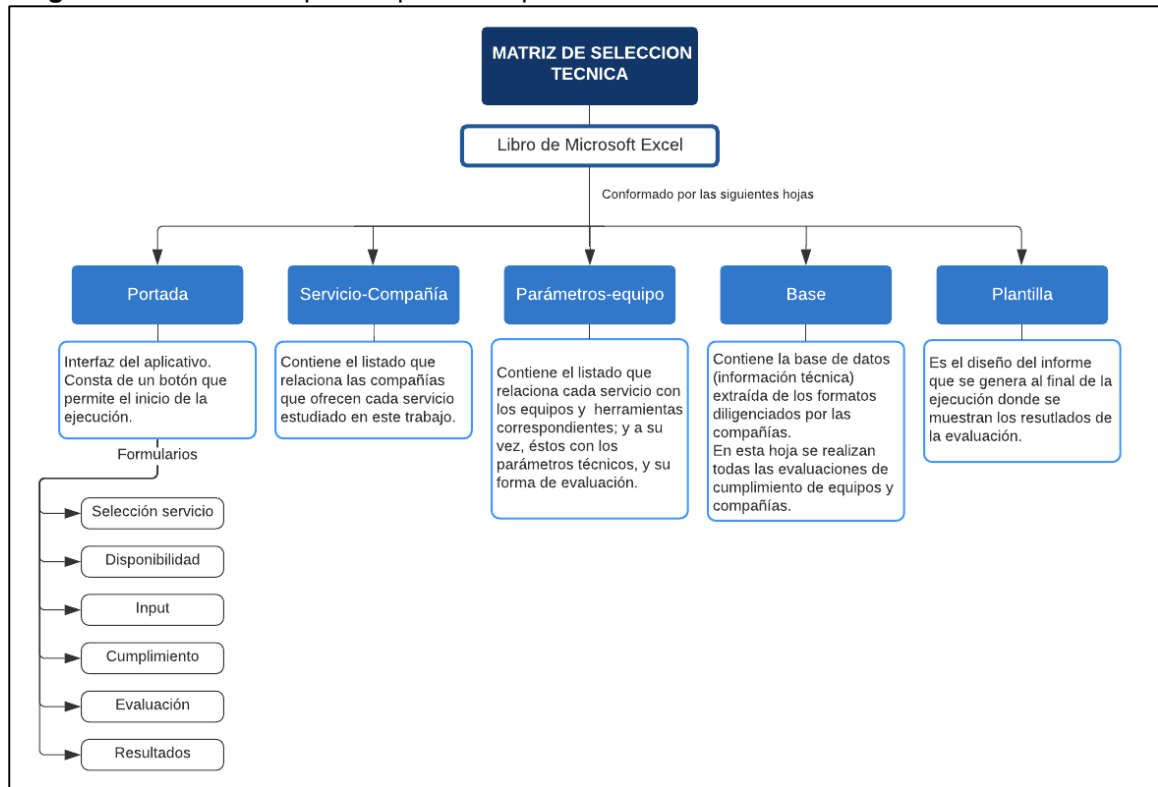 MATRIZ DE SELECCION
TECNICA
Libro de Microsoft Excel
Conformado por las siguientes hojas
Portada
Servicio-Compañía
Parámetros-equipo
Base
Plantilla
Interfaz del aplicativo.
Consta de un botón que
permite el inicio de la
ejecución.
Contiene el listado que
relaciona las compañías
que ofrecen cada servicio
estudiado en este trabajo.
Contiene el listado que
relaciona cada servicio con
los equipos y herramientas
correspondientes; y a su
vez, éstos con los
parámetros técnicos, y su
forma de evaluación.
Contiene la base de datos
(información técnica)
extraída de los formatos
diligenciados por las
compañías.
En esta hoja se realizan
todas las evaluaciones de
cumplimiento de equipos y
compañías.
Es el diseño del informe
que se genera al final de la
ejecución donde se
muestran los resutlados de
la evaluación.
Formularios
Selección servicio
Disponibilidad
Input
Cumplimiento
Evaluación
Resultados